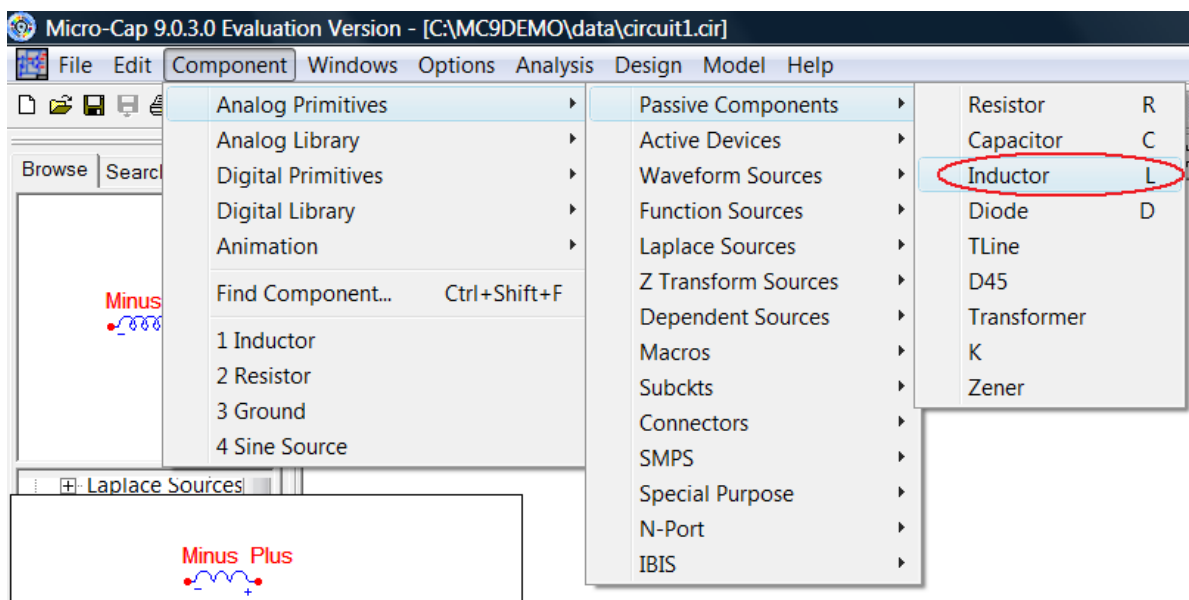 Micro-Cap 9.0.3.0 Evaluation Version - [C:\MC9DEMO\data\circuit1.cir]
File Edit Component Windows Options Analysis Design Model Help
Browse
Minus
Laplace Sources
Minus Plus
- +
Analog Primitives
Analog Library
Digital Primitives
Digital Library
Animation
Find Component... Ctrl+Shift+F
1 Inductor
2 Resistor
3 Ground
4 Sine Source
Passive Components
Active Devices
Waveform Sources
Function Sources
Laplace Sources
Z Transform Sources
Dependent Sources
Macros
Subckts
Connectors
SMPS
Special Purpose
N-Port
IBIS
Resistor R
Capacitor C
Inductor L
Diode D
TLine
D45
Transformer
K
Zener